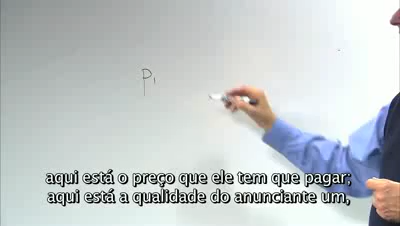 P1
aqui está o preço que ele tem que pagar;
aqui está a qualidade do anunciante um,